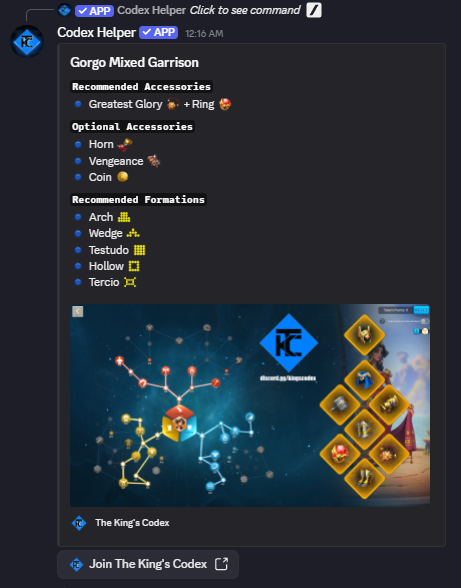 APP Codex Helper Click to see command
Codex Helper APP 12:16 AM
Gorgo Mixed Garrison
Recommended Accessories
Greatest Glory + Ring
Optional Accessories
Horn
Vengeance
Coin
Recommended Formations
Arch
Wedge
Testudo
Hollow
Tercio
discord.gg/kingscodex
The King's Codex
Join The King's Codex